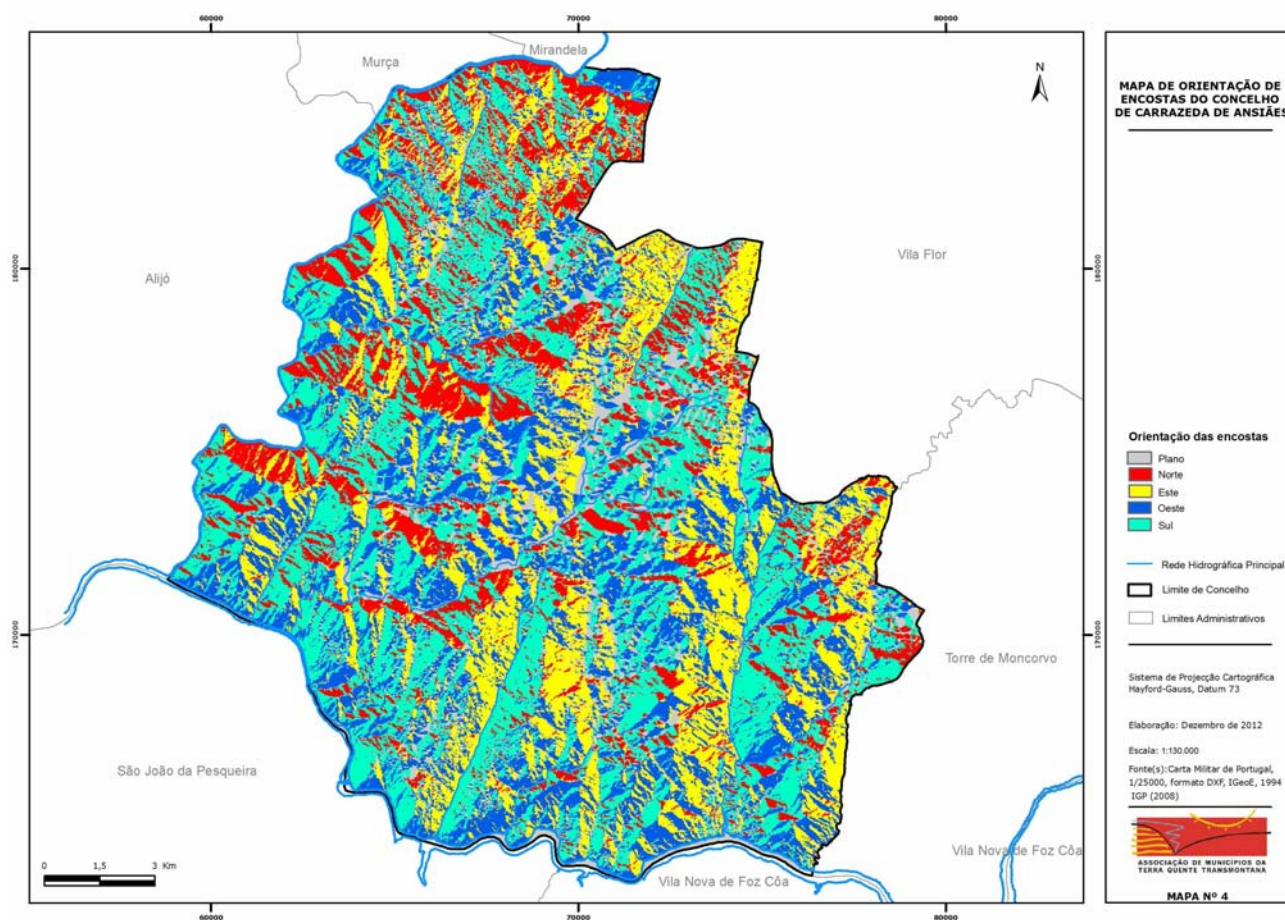 60000
70000
80000
Mirandela
Murça
N
Alijó
Vila Flor
180000
180000
170000
170000
Torre de Moncorvo
São João da Pesqueira
Vila Nova de Foz Côa
Vila Nova de Foz Côa
0 1,5 3 Km
60000
70000
80000
MAPA DE ORIENTAÇÃO DE
ENCOSTAS DO CONCELHO
DE CARRAZEDA DE ANSIÃES
Orientação das encostas
Plano
Norte
Este
Oeste
Sul
Rede Hidrográfica Principal
Limite de Concelho
Limites Administrativos
Sistema de Projecção Cartográfica
Hayford-Gauss, Datum 73
Elaboração: Dezembro de 2012
Escala: 1:130.000
Fonte(s):Carta Militar de Portugal,
1/25000, formato DXF, IGeoE, 1994
IGP (2008)
ASSOCIAÇÃO DE MUNICÍPIOS DA
TERRA QUENTE TRANSMONTANA
MAPA Nº 4